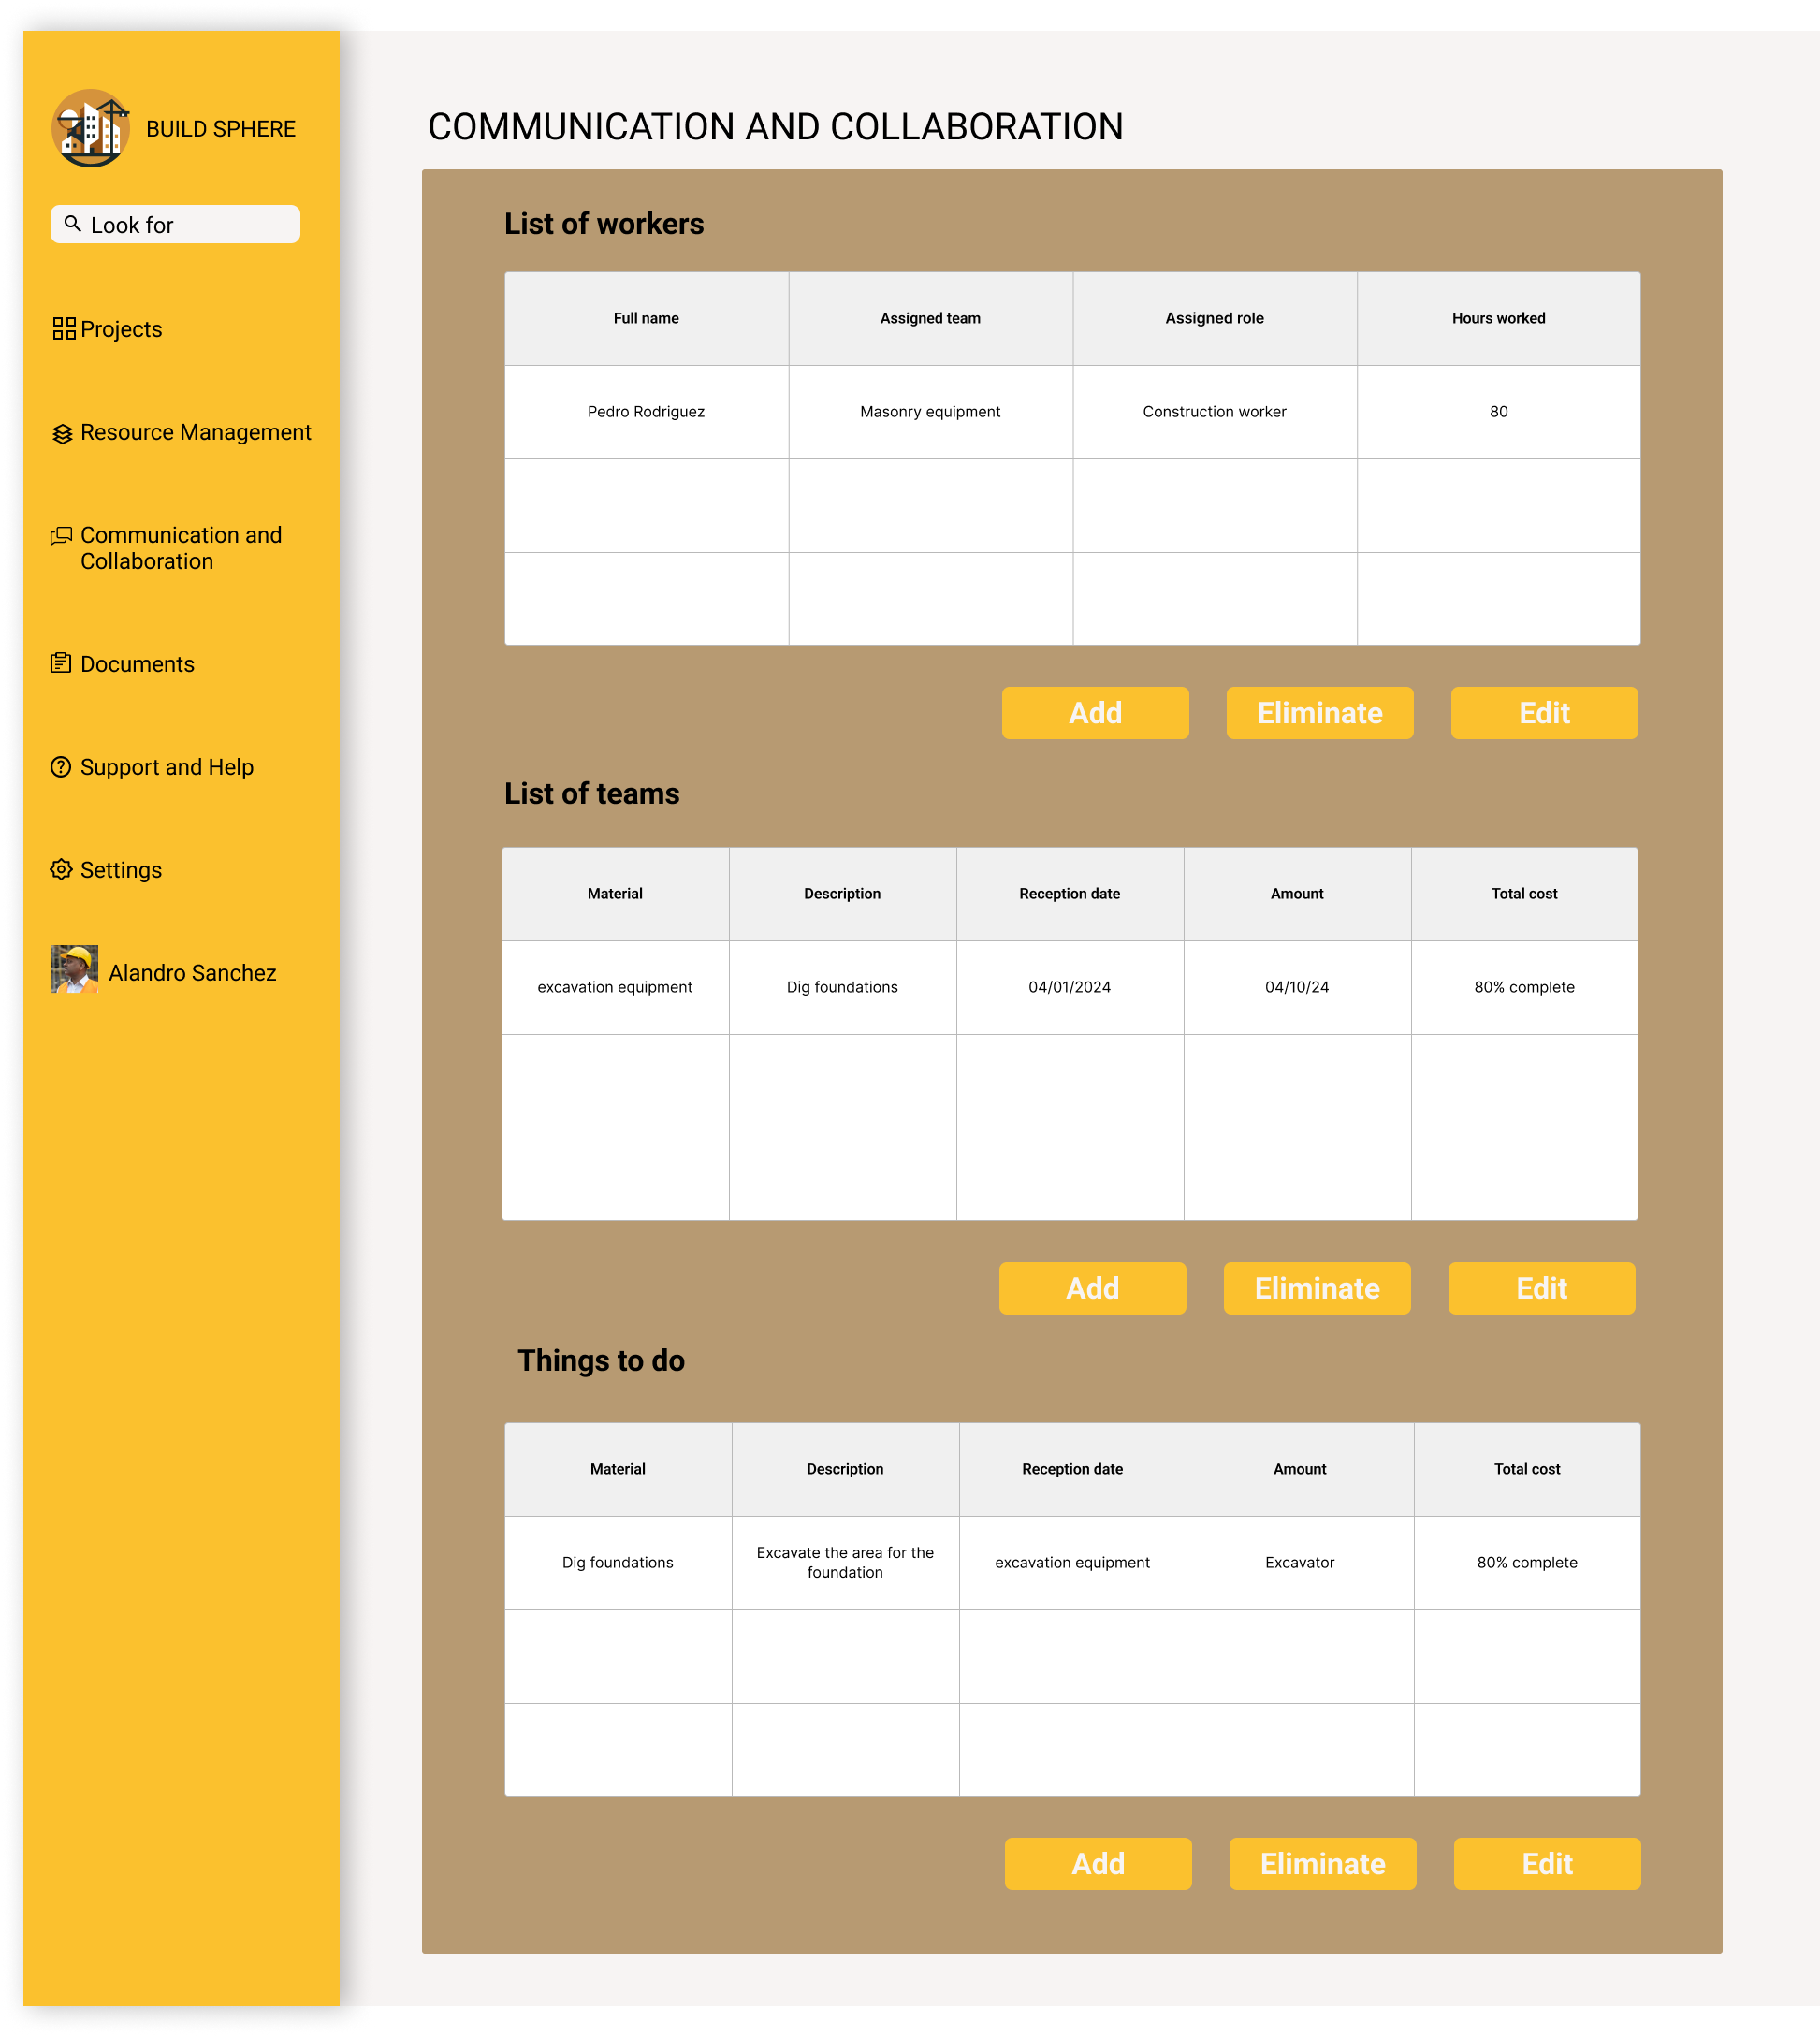 BUILD SPHERE
Look for
Projects
Resource Management
Communication and
Collaboration
Documents
Support and Help
Settings
Alandro Sanchez
COMMUNICATION AND COLLABORATION
List of workers
Full name Assigned team Assigned role Hours worked
Pedro Rodriguez Masonry equipment Construction worker 80
Add Eliminate Edit
List of teams
Material Description Reception date Amount Total cost
excavation equipment Dig foundations 04/01/2024 04/10/24 80% complete
Add Eliminate Edit
Things to do
Material Description Reception date Amount Total cost
Dig foundations Excavate the area for the foundation excavation equipment Excavator 80% complete
Add Eliminate Edit